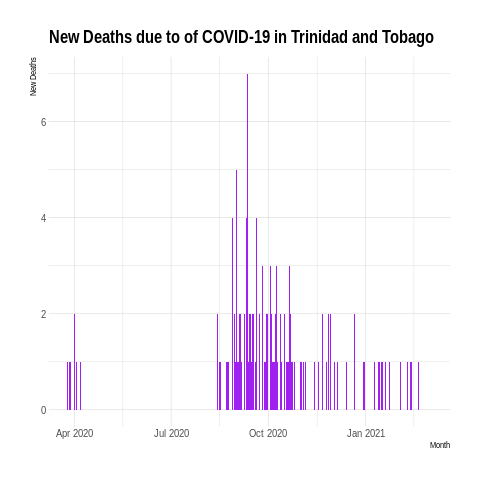 New Deaths due to of COVID-19 in Trinidad and Tobago
New Deaths
6
4
2
0
Apr 2020 Jul 2020 Oct 2020 Jan 2021
Month